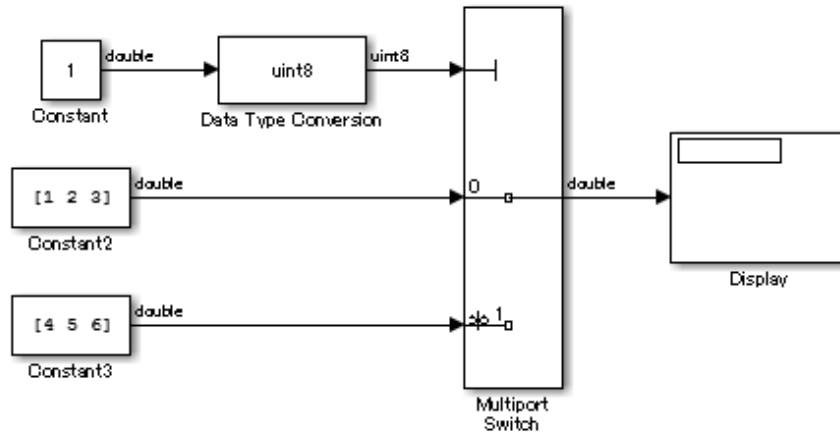 1
double
Constant
uint8
Data Type Conversion
uint8
[1 2 3]
double
Constant2
0
double
Display
[4 5 6]
double
Constant3
* 1
Multiport
Switch